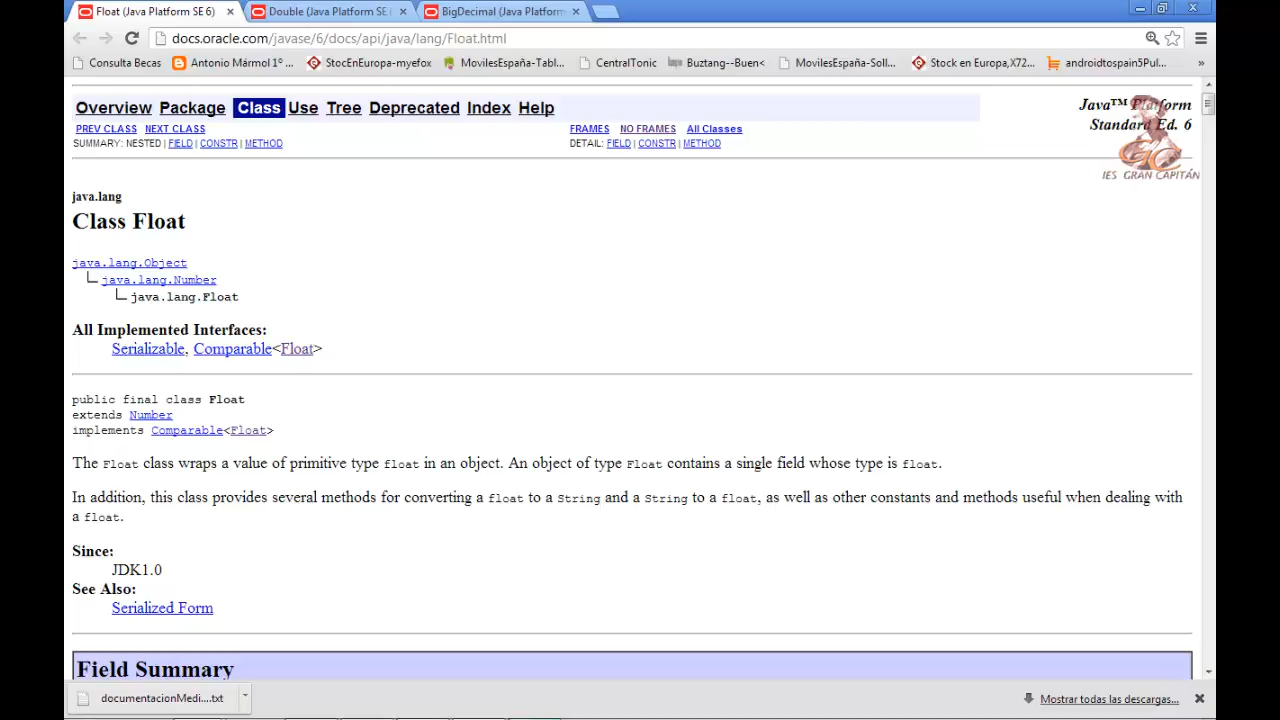 Float (Java Platform SE 6) Double (Java Platform SE BigDecimal (Java Platform
docs.oracle.com/javase/6/docs/api/java/lang/Float.html
Consulta Becas Antonio Mármol 1º ... StocEnEuropa-myefox MovilesEspaña-Tabl... CentralTonic Buztang--Buen< MovilesEspaña-Soll... Stock en Europa,X72... androidtospain5Pul... »
Overview Package Class Use Tree Deprecated Index Help
Java™ Platform
Standard Ed. 6
PREV CLASS NEXT CLASS FRAMES NO FRAMES All Classes
SUMMARY: NESTED | FIELD | CONSTR | METHOD DETAIL: FIELD | CONSTR | METHOD
IES GRAN CAPITÁN
java.lang
Class Float
java.lang.Object
java.lang.Number
java.lang.Float
All Implemented Interfaces:
Serializable, Comparable<Float>
public final class Float
extends Number
implements Comparable<Float>
The Float class wraps a value of primitive type float in an object. An object of type Float contains a single field whose type is float.
In addition, this class provides several methods for converting a float to a String and a String to a float, as well as other constants and methods useful when dealing with
a float.
Since:
JDK1.0
See Also:
Serialized Form
Field Summary
documentacionMedi....txt Mostrar todas las descargas...